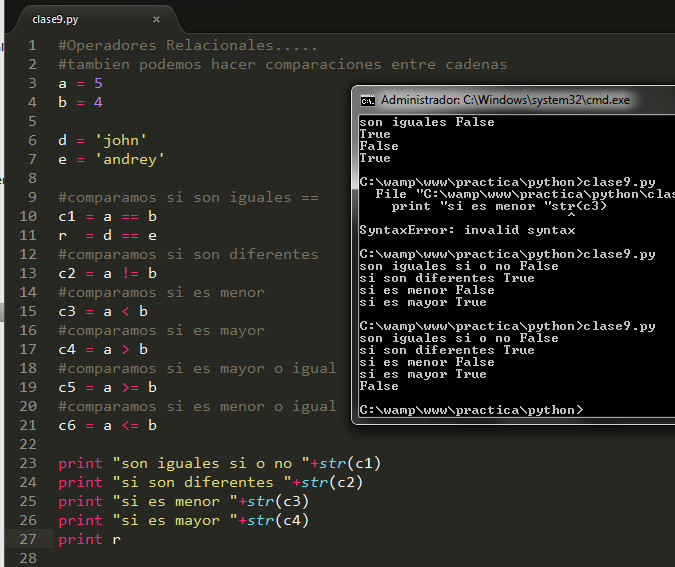 clase9.py ×
1 #Operadores Relacionales.....
2 #tambien podemos hacer comparaciones entre cadenas
3 a = 5
4 b = 4
5
6 d = 'john'
7 e = 'andrey'
8
9 #comparamos si son iguales ==
10 c1 = a == b
11 r  = d == e
12 #comparamos si son diferentes
13 c2 = a != b
14 #comparamos si es menor
15 c3 = a < b
16 #comparamos si es mayor
17 c4 = a > b
18 #comparamos si es mayor o igual
19 c5 = a >= b
20 #comparamos si es menor o igual
21 c6 = a <= b
22
23 print "son iguales si o no "+str(c1)
24 print "si son diferentes "+str(c2)
25 print "si es menor "+str(c3)
26 print "si es mayor "+str(c4)
27 print r
28
Administrador: C:\Windows\system32\cmd.exe
son iguales False
True
False
True
C:\wamp\www\practica\python>clase9.py
File "C:\wamp\www\practica\python\clas
print "si es menor "str(c3)
^
SyntaxError: invalid syntax
C:\wamp\www\practica\python>clase9.py
son iguales si o no False
si son diferentes True
si es menor False
si es mayor True
C:\wamp\www\practica\python>clase9.py
son iguales si o no False
si son diferentes True
si es menor False
si es mayor True
False
C:\wamp\www\practica\python>